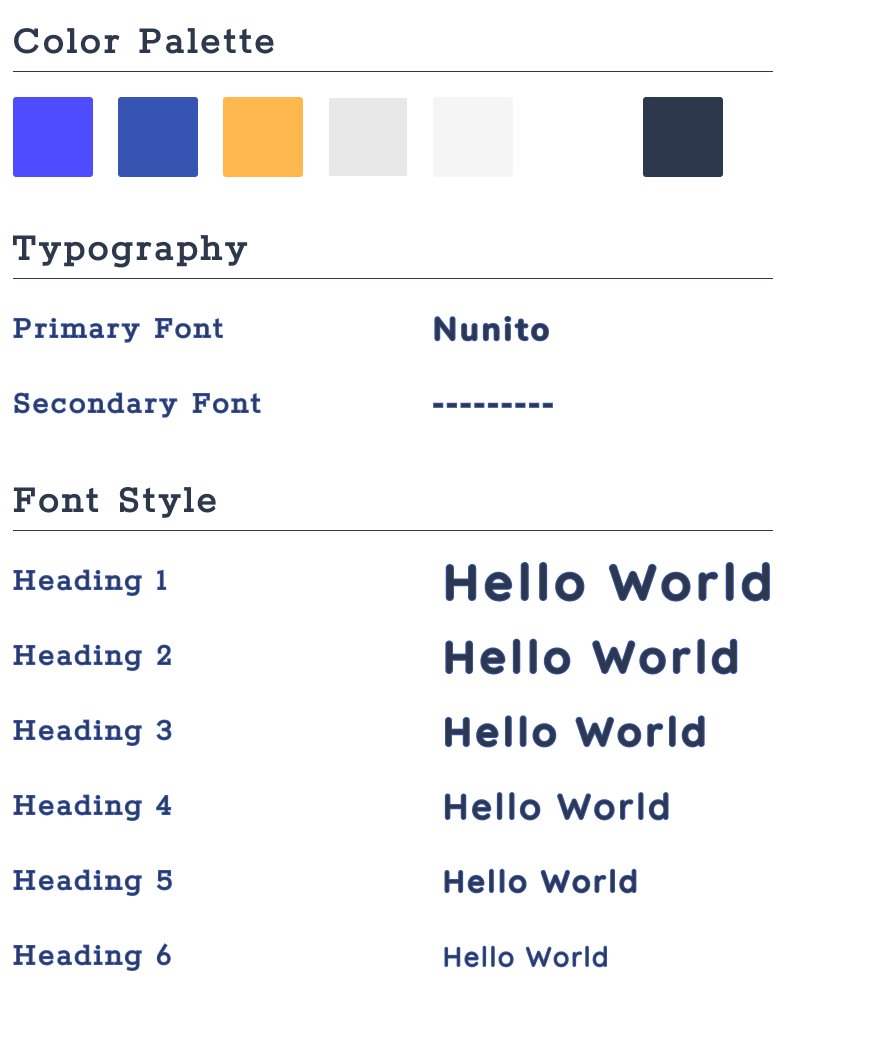 Color Palette
Typography
Primary Font Nunito
Secondary Font ---------
Font Style
Heading 1 Hello World
Heading 2 Hello World
Heading 3 Hello World
Heading 4 Hello World
Heading 5 Hello World
Heading 6 Hello World